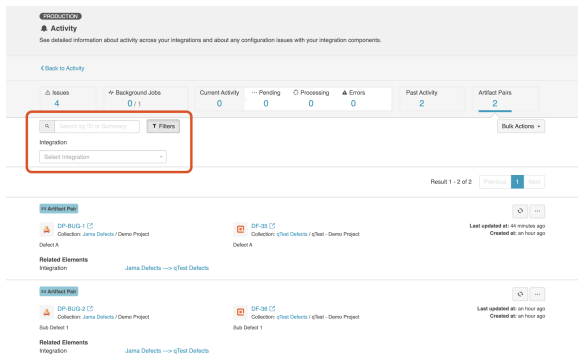 PRODUCTION
Activity
See detailed information about activity across your integrations and about any configuration issues with your integration components.
Back to Activity
Issues
4
Background Jobs
0 / 1
Current Activity
0
Pending
0
Processing
0
Errors
0
Past Activity
2
Artifact Pairs
2
Search by ID or Summary
Filters
Bulk Actions
Integration
Select Integration
Result 1 - 2 of 2 Previous 1 Next
Artifact Pair
DP-BUG-1
Collection: Jama Defects / Demo Project
Defect A
DF-35
Collection: qTest Defects / qTest - Demo Project
Defect A
Last updated at: 44 minutes ago
Created at: an hour ago
Related Elements
Integration Jama Defects ---> qTest Defects
Artifact Pair
DP-BUG-2
Collection: Jama Defects / Demo Project
Sub Defect 1
DF-36
Collection: qTest Defects / qTest - Demo Project
Sub Defect 1
Last updated at: an hour ago
Created at: an hour ago
Related Elements
Integration Jama Defects ---> qTest Defects